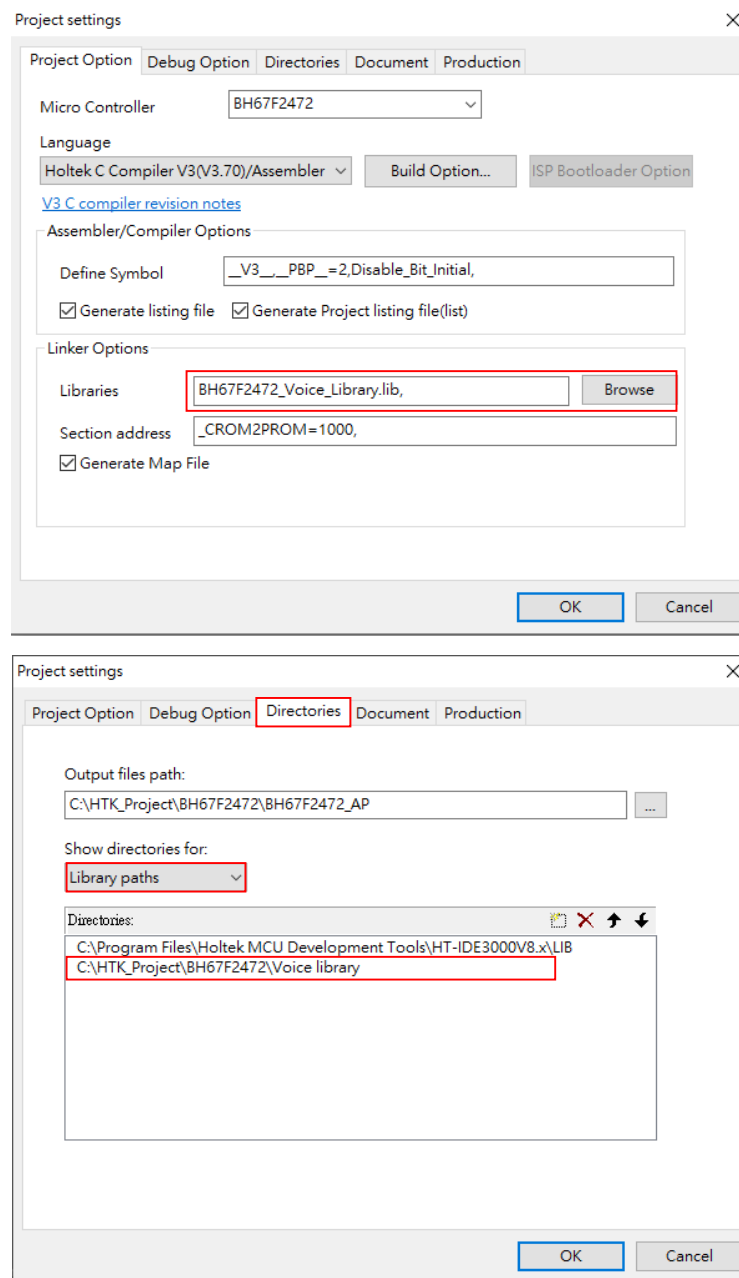 Project settings
Project Option Debug Option Directories Document Production
Micro Controller BH67F2472
Language
Holtek C Compiler V3(V3.70)/Assembler Build Option... ISP Bootloader Option
V3 C compiler revision notes
Assembler/Compiler Options
Define Symbol __V3__,__PBP__=2,Disable_Bit_Initial,
Generate listing file Generate Project listing file(list)
Linker Options
Libraries BH67F2472_Voice_Library.lib, Browse
Section address _CROM2PROM=1000,
Generate Map File
OK Cancel
Project settings
Project Option Debug Option Directories Document Production
Output files path:
C:\HTK_Project\BH67F2472\BH67F2472_AP ...
Show directories for:
Library paths
Directories:
C:\Program Files\Holtek MCU Development Tools\HT-IDE3000V8.x\LIB
C:\HTK_Project\BH67F2472\Voice library
OK Cancel